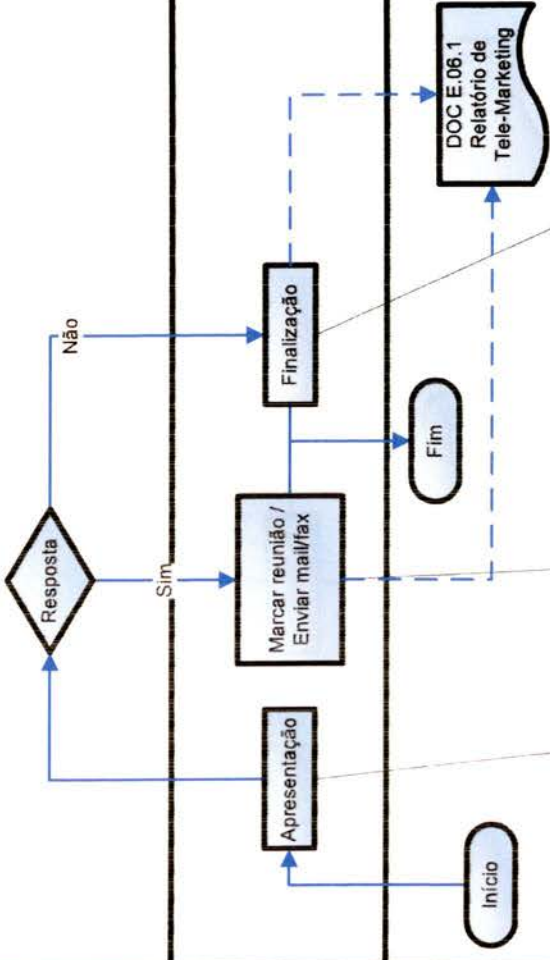 Início
Apresentação
Resposta
Sim
Não
Marcar reunião /
Enviar mail/fax
Finalização
Fim
DOC E.06.1
Relatório de
Tele-Marketing